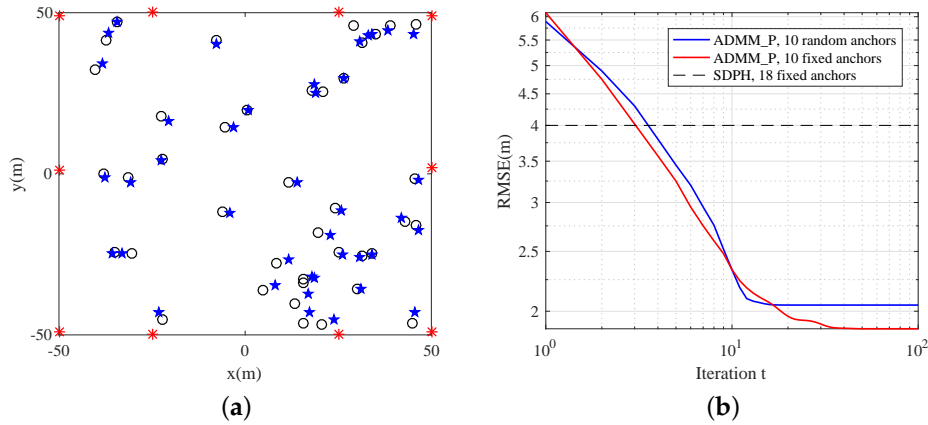 50
0
-50
y(m)
-50
0
50
x(m)
(a)
6
5.5
5
4.5
4
3.5
3
2.5
2
RMSE(m)
ADMM_P, 10 random anchors
ADMM_P, 10 fixed anchors
SDPH, 18 fixed anchors
10^0
10^1
10^2
Iteration t
(b)